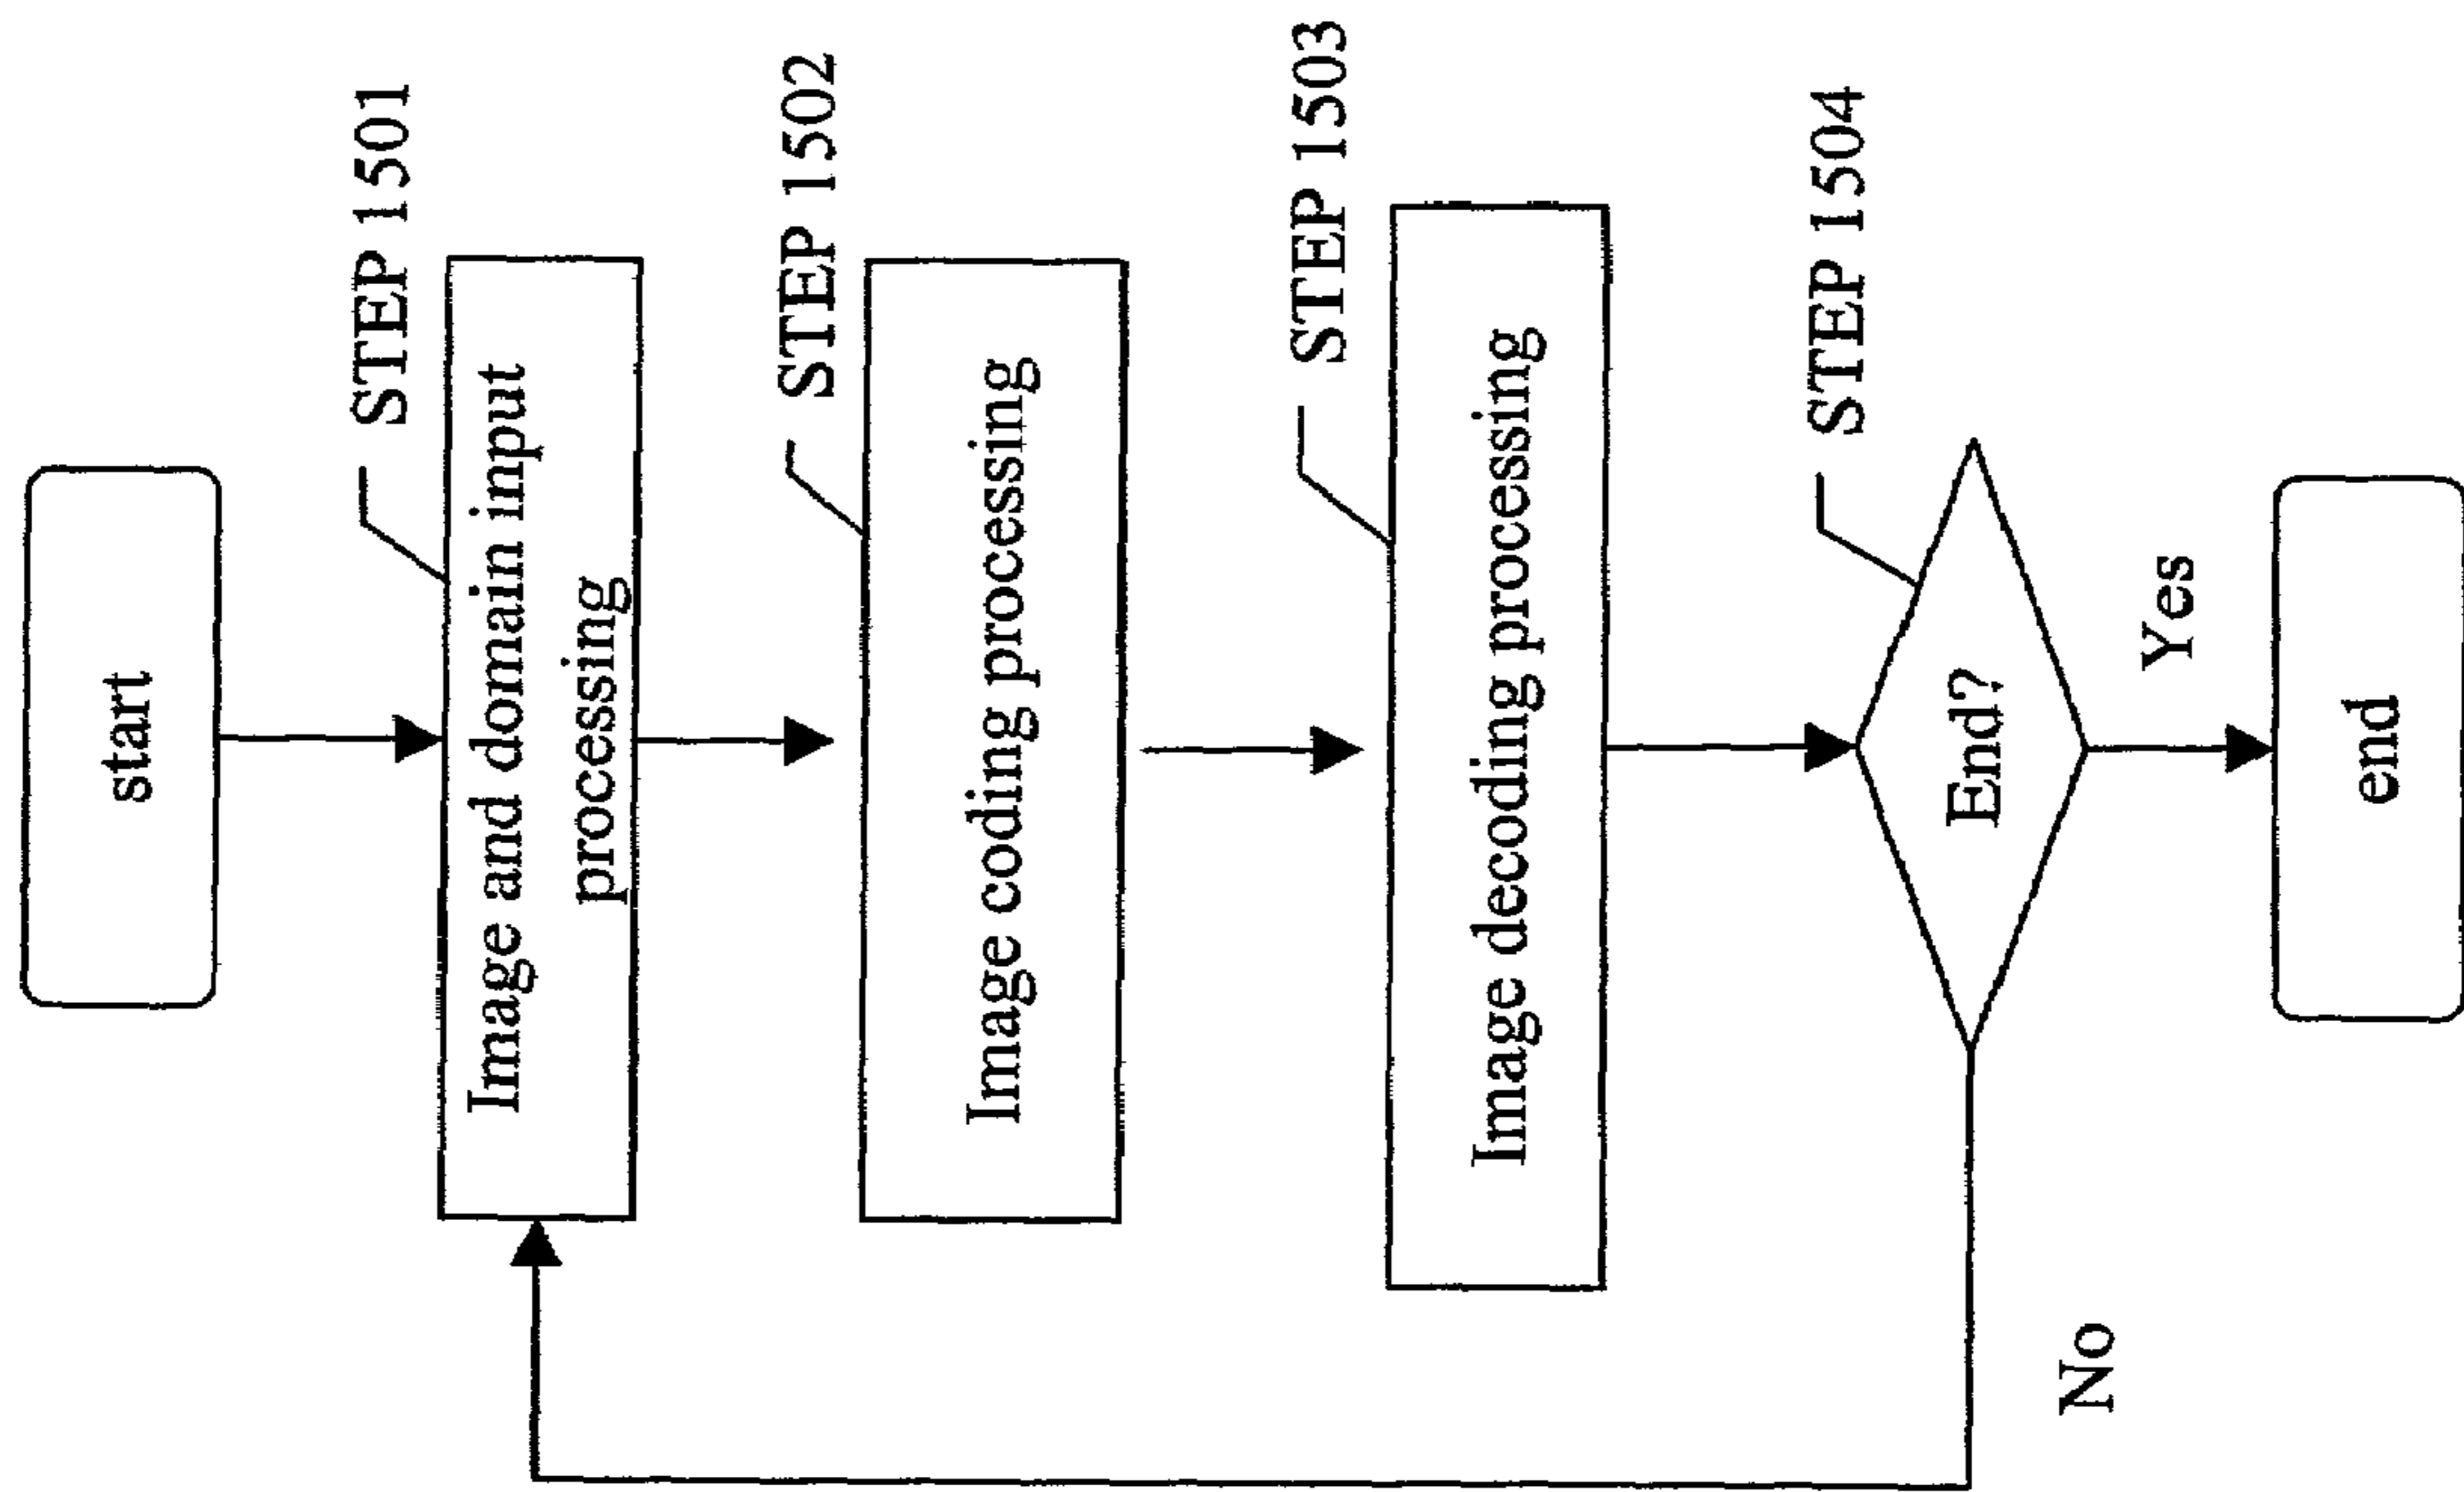 start
STEP 1501
Image and domain input
processing
STEP 1502
Image coding processing
STEP 1503
Image decoding processing
STEP 1504
End?
No
Yes
end